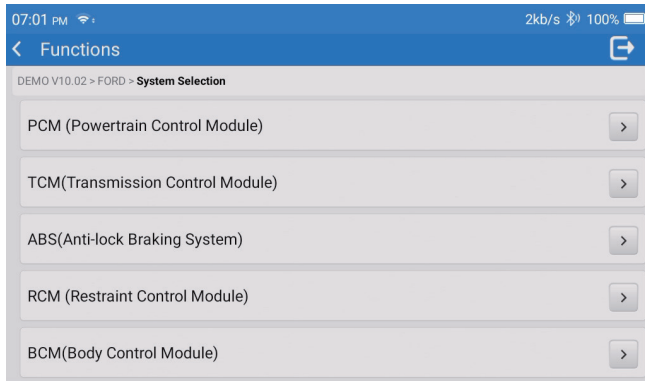 07:01 PM
2kb/s 100%
Functions
DEMO V10.02 > FORD > System Selection
PCM (Powertrain Control Module)
TCM(Transmission Control Module)
ABS(Anti-lock Braking System)
RCM (Restraint Control Module)
BCM(Body Control Module)